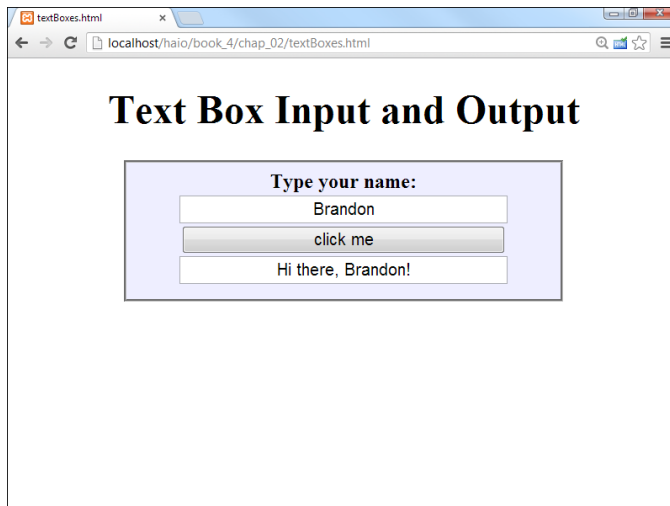 textBoxes.html
localhost/haio/book_4/chap_02/textBoxes.html
Text Box Input and Output
Type your name:
Brandon
click me
Hi there, Brandon!